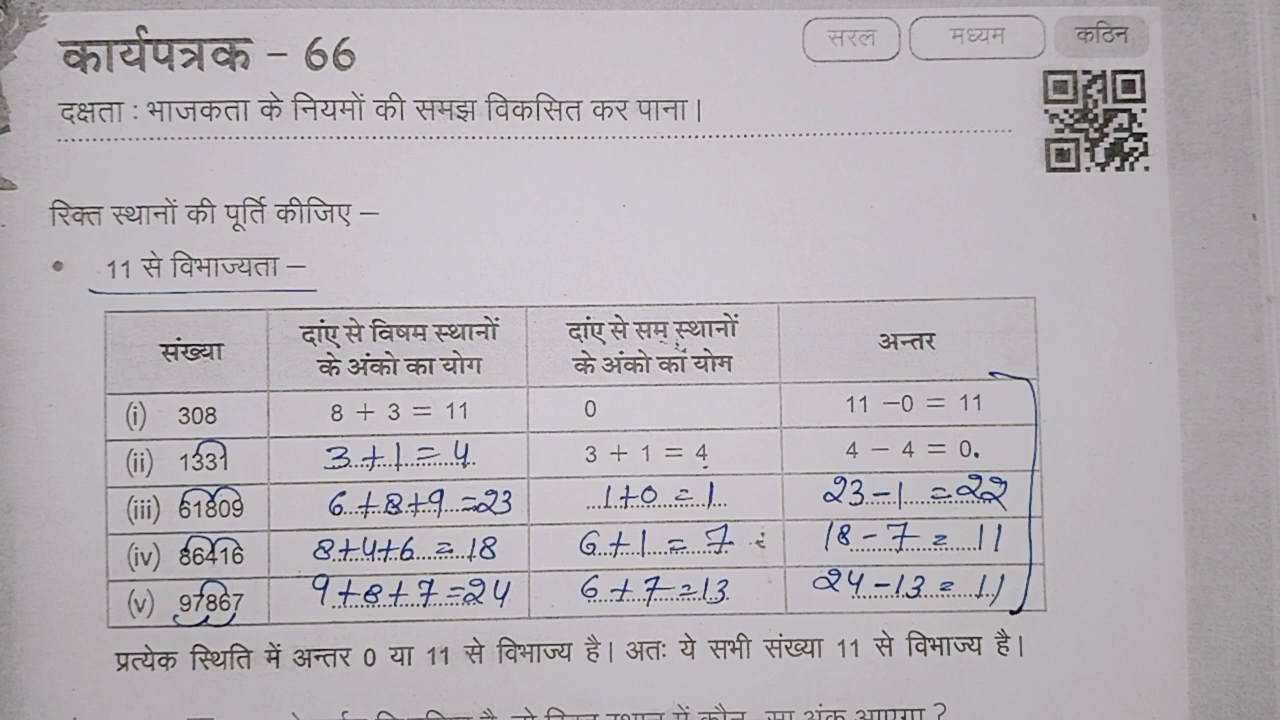 कार्यपत्रक – 66
सरल मध्यम कठिन
दक्षता : भाजकता के नियमों की समझ विकसित कर पाना।
रिक्त स्थानों की पूर्ति कीजिए –
• 11 से विभाज्यता –
संख्या दांए से विषम स्थानों के अंको का योग दांए से सम स्थानों के अंको का योग अन्तर
(i) 308 8 + 3 = 11 0 11 –0 = 11
(ii) 1331 3+1=4 3 + 1 = 4 4 – 4 = 0.
(iii) 61809 6+8+9=23 1+0=1 23-1=22
(iv) 86416 8+4+6=18 6+1=7 18-7=11
(v) 97867 9+8+7=24 6+7=13 24-13=11
प्रत्येक स्थिति में अन्तर 0 या 11 से विभाज्य है। अतः ये सभी संख्या 11 से विभाज्य है।
स्थान में कौन सा अंक आएगा ?